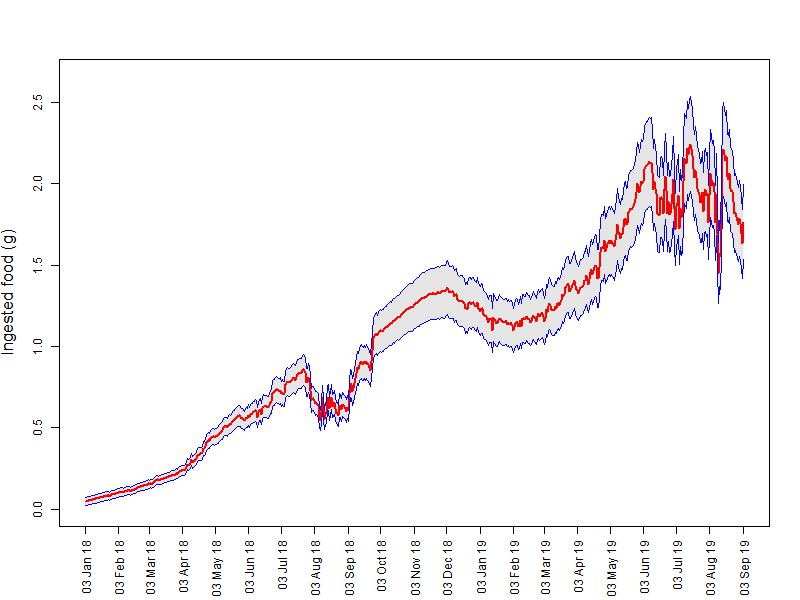 Ingested food (g)
2.5
2.0
1.5
1.0
0.5
0.0
03 Jan 18
03 Feb 18
03 Mar 18
03 Apr 18
03 May 18
03 Jun 18
03 Jul 18
03 Aug 18
03 Sep 18
03 Oct 18
03 Nov 18
03 Dec 18
03 Jan 19
03 Feb 19
03 Mar 19
03 Apr 19
03 May 19
03 Jun 19
03 Jul 19
03 Aug 19
03 Sep 19